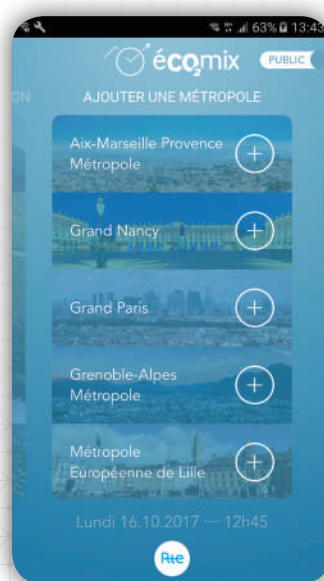 63% 13:43
éco2mix PUBLIC
ON AJOUTER UNE MÉTROPOLE
Aix-Marseille Provence
Métropole
Grand Nancy
Grand Paris
Grenoble-Alpes
Métropole
Métropole
Européenne de Lille
Lundi 16.10.2017 — 12h45
Rte